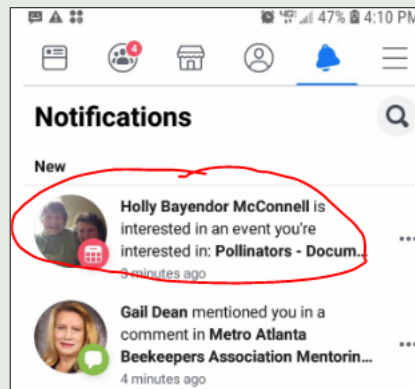 47% 4:10 PM
4
Notifications
New
Holly Bayendor McConnell is
interested in an event you're
interested in: Pollinators - Docum...
3 minutes ago
Gail Dean mentioned you in a
comment in Metro Atlanta
Beekeepers Association Mentorin...
4 minutes ago